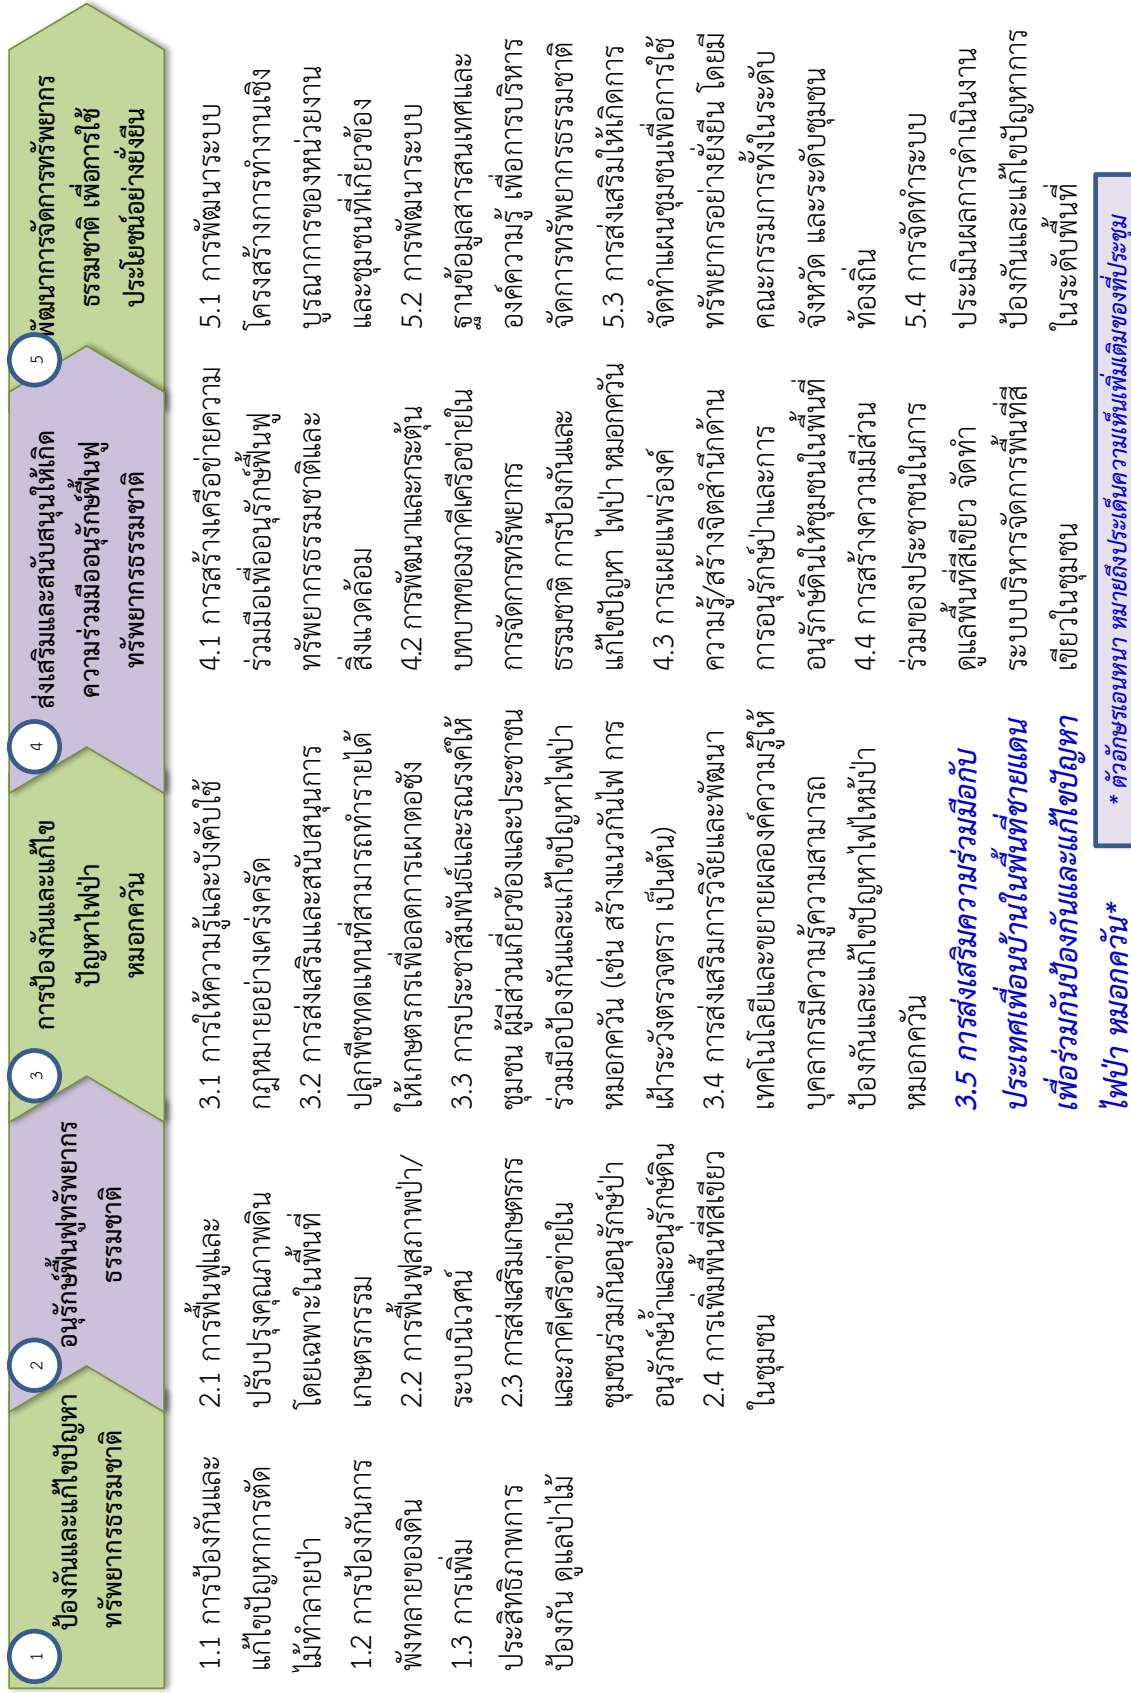 1
ป้องกันและแก้ไขปัญหา
ทรัพยากรธรรมชาติ
1.1 การป้องกันและ
แก้ไขปัญหาการตัด
ไม้ทำลายป่า
1.2 การป้องกันการ
พังทลายของดิน
1.3 การเพิ่ม
ประสิทธิภาพการ
ป้องกัน ดูแลป่าไม้
2
อนุรักษ์ฟื้นฟูทรัพยากร
ธรรมชาติ
2.1 การฟื้นฟูและ
ปรับปรุงคุณภาพดิน
โดยเฉพาะในพื้นที่
เกษตรกรรม
2.2 การฟื้นฟูสภาพป่า/
ระบบนิเวศน์
2.3 การส่งเสริมเกษตรกร
และภาคีเครือข่ายใน
ชุมชนร่วมกันอนุรักษ์ป่า
อนุรักษ์น้ำและอนุรักษ์ดิน
2.4 การเพิ่มพื้นที่สีเขียว
ในชุมชน
3
การป้องกันและแก้ไข
ปัญหาไฟป่า
หมอกควัน
3.1 การให้ความรู้และบังคับใช้
กฎหมายอย่างเคร่งครัด
3.2 การส่งเสริมและสนับสนุนการ
ปลูกพืชทดแทนที่สามารถทำรายได้
ให้เกษตรกรเพื่อลดการเผาตอซัง
3.3 การประชาสัมพันธ์และรณรงค์ให้
ชุมชน ผู้มีส่วนเกี่ยวข้องและประชาชน
ร่วมมือป้องกันและแก้ไขปัญหาไฟป่า
หมอกควัน (เช่น สร้างแนวกันไฟ การ
เฝ้าระวังตรวจตรา เป็นต้น)
3.4 การส่งเสริมการวิจัยและพัฒนา
เทคโนโลยีและขยายผลองค์ความรู้ให้
บุคลากรมีความรู้ความสามารถ
ป้องกันและแก้ไขปัญหาไฟไหม้ป่า
หมอกควัน
3.5 การส่งเสริมความร่วมมือกับ
ประเทศเพื่อนบ้านในพื้นที่ชายแดน
เพื่อร่วมกันป้องกันและแก้ไขปัญหา
ไฟป่า หมอกควัน*
4
ส่งเสริมและสนับสนุนให้เกิด
ความร่วมมืออนุรักษ์ฟื้นฟู
ทรัพยากรธรรมชาติ
4.1 การสร้างเครือข่ายความ
ร่วมมือเพื่ออนุรักษ์ฟื้นฟู
ทรัพยากรธรรมชาติและ
สิ่งแวดล้อม
4.2 การพัฒนาและกระตุ้น
บทบาทของภาคีเครือข่ายใน
การจัดการทรัพยากร
ธรรมชาติ การป้องกันและ
แก้ไขปัญหา ไฟป่า หมอกควัน
4.3 การเผยแพร่องค์
ความรู้/สร้างจิตสำนึกด้าน
การอนุรักษ์ป่าและการ
อนุรักษ์ดินให้ชุมชนในพื้นที่
4.4 การสร้างความมีส่วน
ร่วมของประชาชนในการ
ดูแลพื้นที่สีเขียว จัดทำ
ระบบบริหารจัดการพื้นที่สี
เขียวในชุมชน
5
พัฒนาการจัดการทรัพยากร
ธรรมชาติ เพื่อการใช้
ประโยชน์อย่างยั่งยืน
5.1 การพัฒนาระบบ
โครงสร้างการทำงานเชิง
บูรณาการของหน่วยงาน
และชุมชนที่เกี่ยวข้อง
5.2 การพัฒนาระบบ
ฐานข้อมูลสารสนเทศและ
องค์ความรู้ เพื่อการบริหาร
จัดการทรัพยากรธรรมชาติ
5.3 การส่งเสริมให้เกิดการ
จัดทำแผนชุมชนเพื่อการใช้
ทรัพยากรอย่างยั่งยืน โดยมี
คณะกรรมการทั้งในระดับ
จังหวัด และระดับชุมชน
ท้องถิ่น
5.4 การจัดทำระบบ
ประเมินผลการดำเนินงาน
ป้องกันและแก้ไขปัญหาการ
ในระดับพื้นที่
* ตัวอักษรเอนหนา หมายถึงประเด็นความเห็นเพิ่มเติมของที่ประชุม